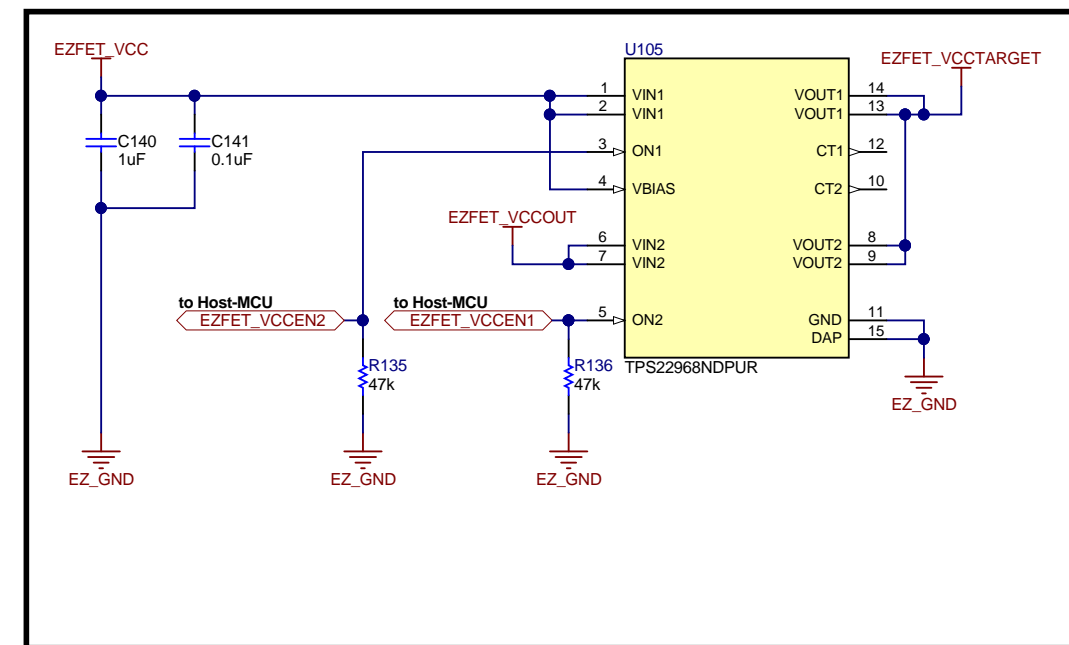 EZFET_VCC
U105
EZFET_VCCTARGET
1 VIN1 VOUT1 14
2 VIN1 VOUT1 13
C140
1uF
C141
0.1uF
3 ON1 CT1 12
4 VBIAS CT2 10
EZFET_VCCOUT
6 VIN2 VOUT2 8
7 VIN2 VOUT2 9
to Host-MCU
EZFET_VCCEN2
to Host-MCU
EZFET_VCCEN1
5 ON2 GND 11
DAP 15
TPS22968NDPUR
R135
47k
R136
47k
EZ_GND
EZ_GND
EZ_GND
EZ_GND